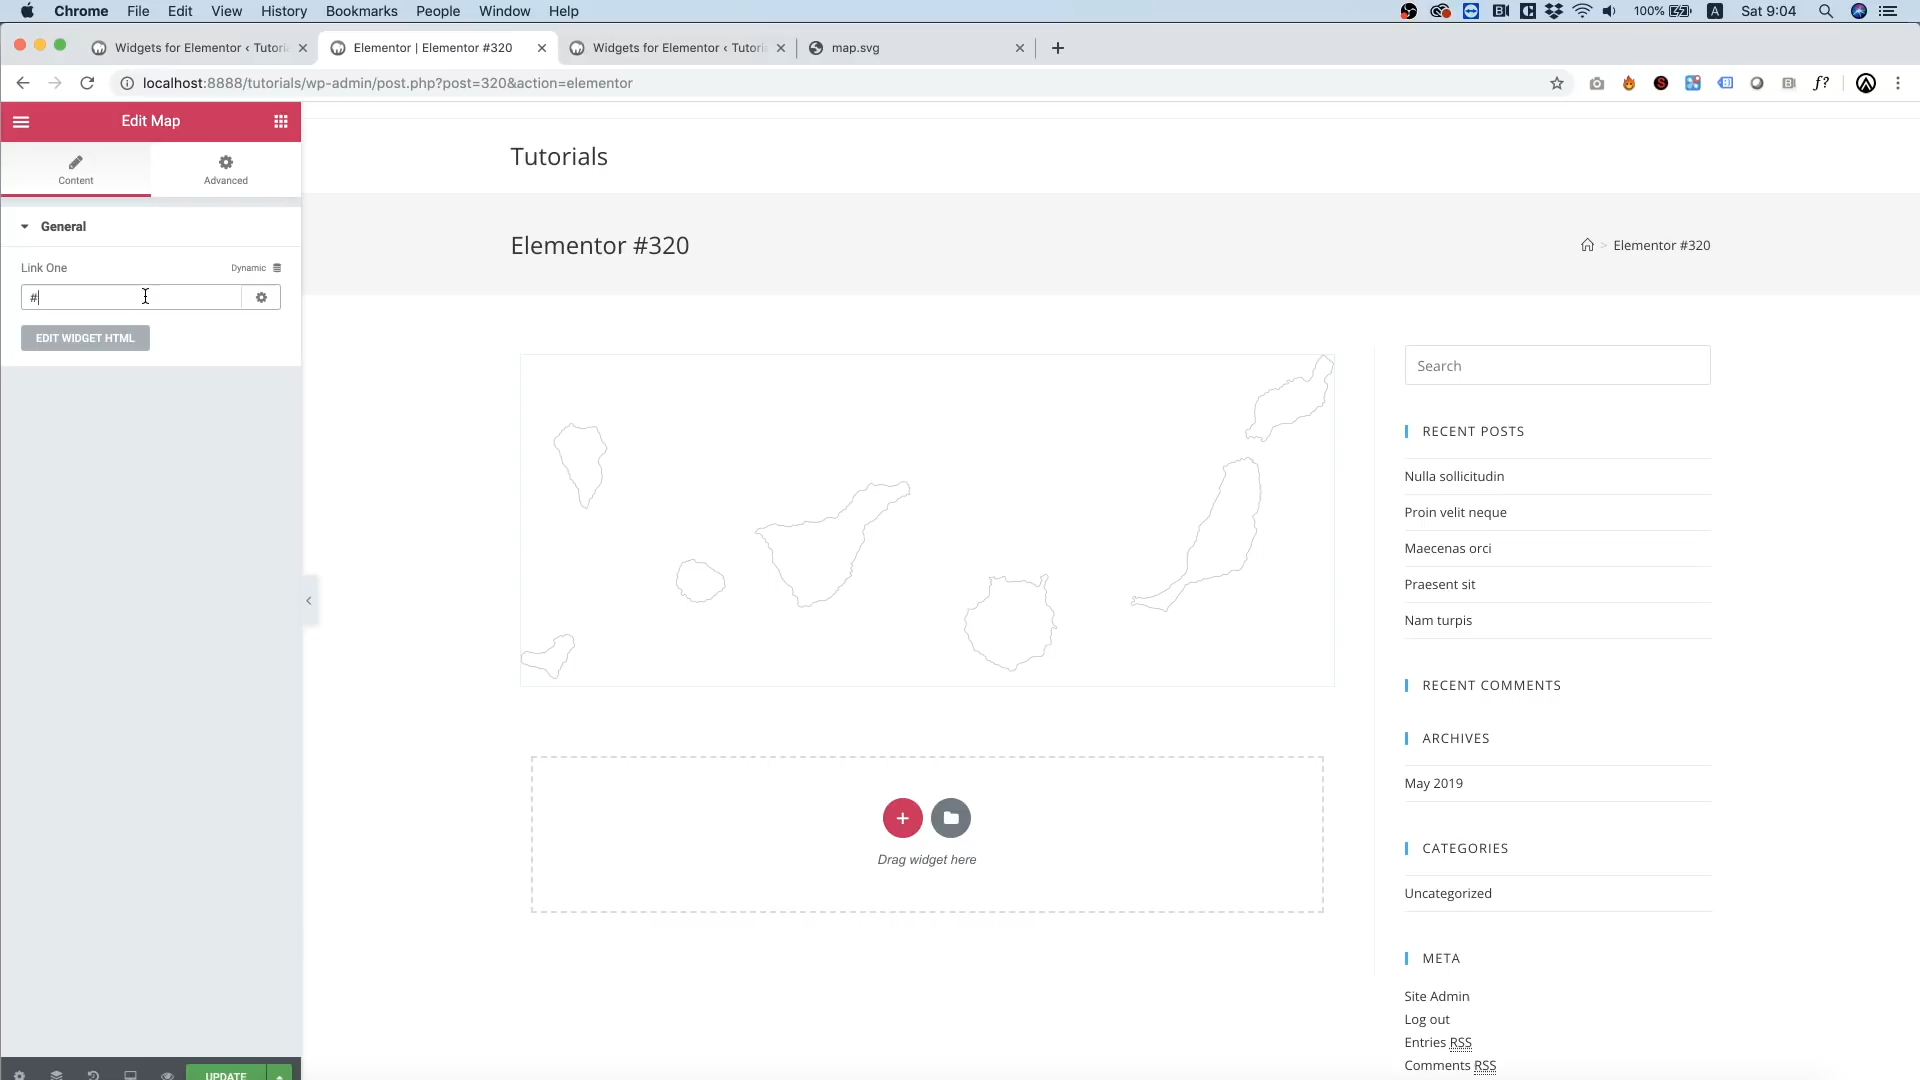 Chrome File Edit View History Bookmarks People Window Help 100% A Sat 9:04
Widgets for Elementor ‹ Tutoria Elementor | Elementor #320 Widgets for Elementor ‹ Tutoria map.svg
localhost:8888/tutorials/wp-admin/post.php?post=320&action=elementor f?
Edit Map
Content Advanced
General
Link One Dynamic
#
EDIT WIDGET HTML
UPDATE
Tutorials
Elementor #320
> Elementor #320
Drag widget here
Search
RECENT POSTS
Nulla sollicitudin
Proin velit neque
Maecenas orci
Praesent sit
Nam turpis
RECENT COMMENTS
ARCHIVES
May 2019
CATEGORIES
Uncategorized
META
Site Admin
Log out
Entries RSS
Comments RSS